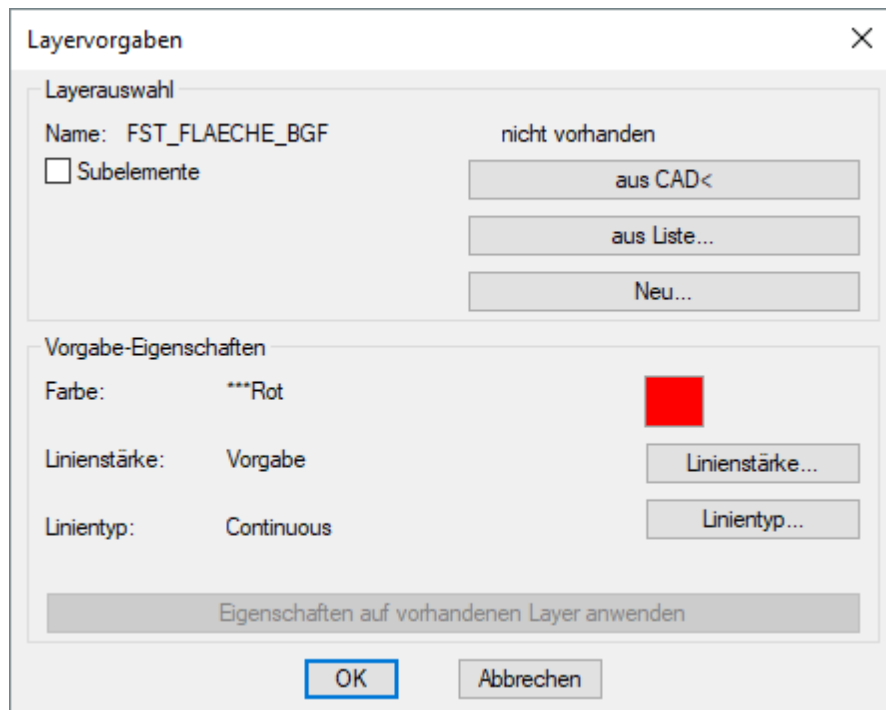 Layervorgaben
Layerauswahl
Name: FST_FLAECHE_BGF nicht vorhanden
Subelemente
aus CAD<
aus Liste...
Neu...
Vorgabe-Eigenschaften
Farbe: ***Rot
Linienstärke: Vorgabe Linienstärke...
Linientyp: Continuous Linientyp...
Eigenschaften auf vorhandenen Layer anwenden
OK Abbrechen